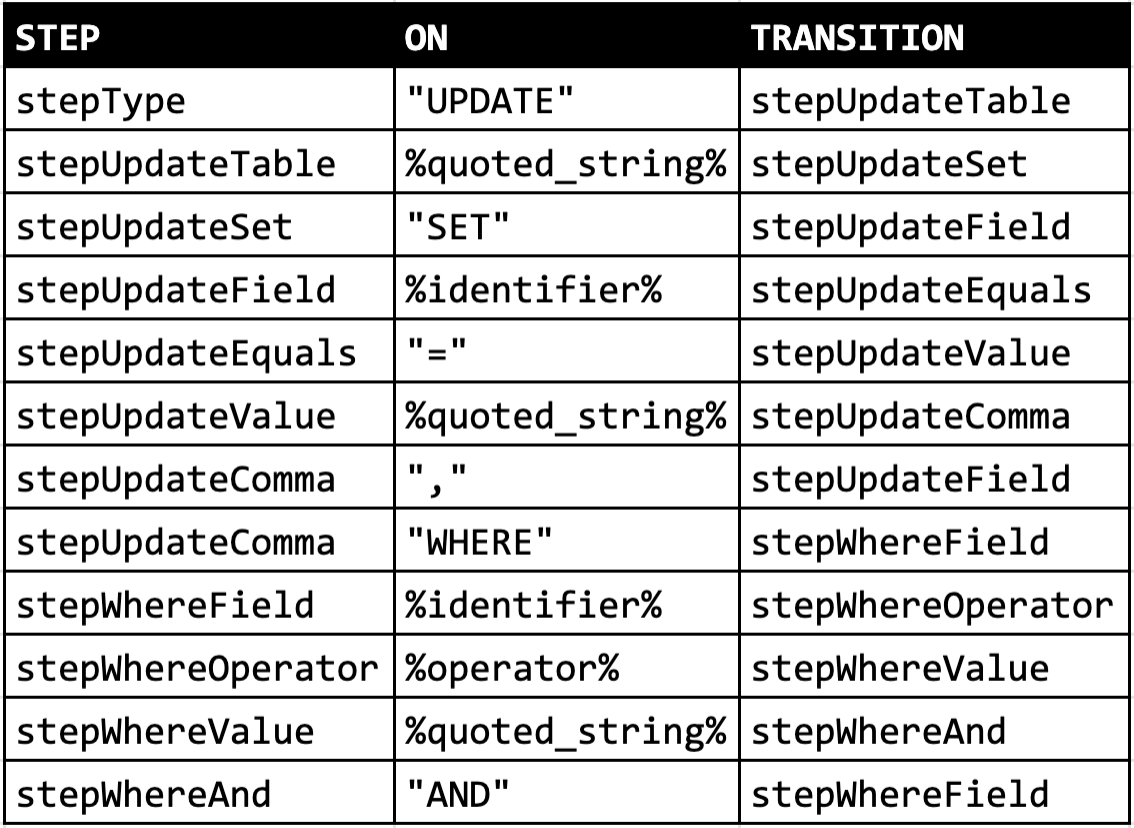 STEP ON TRANSITION
stepType "UPDATE" stepUpdateTable
stepUpdateTable %quoted_string% stepUpdateSet
stepUpdateSet "SET" stepUpdateField
stepUpdateField %identifier% stepUpdateEquals
stepUpdateEquals "=" stepUpdateValue
stepUpdateValue %quoted_string% stepUpdateComma
stepUpdateComma "," stepUpdateField
stepUpdateComma "WHERE" stepWhereField
stepWhereField %identifier% stepWhereOperator
stepWhereOperator %operator% stepWhereValue
stepWhereValue %quoted_string% stepWhereAnd
stepWhereAnd "AND" stepWhereField